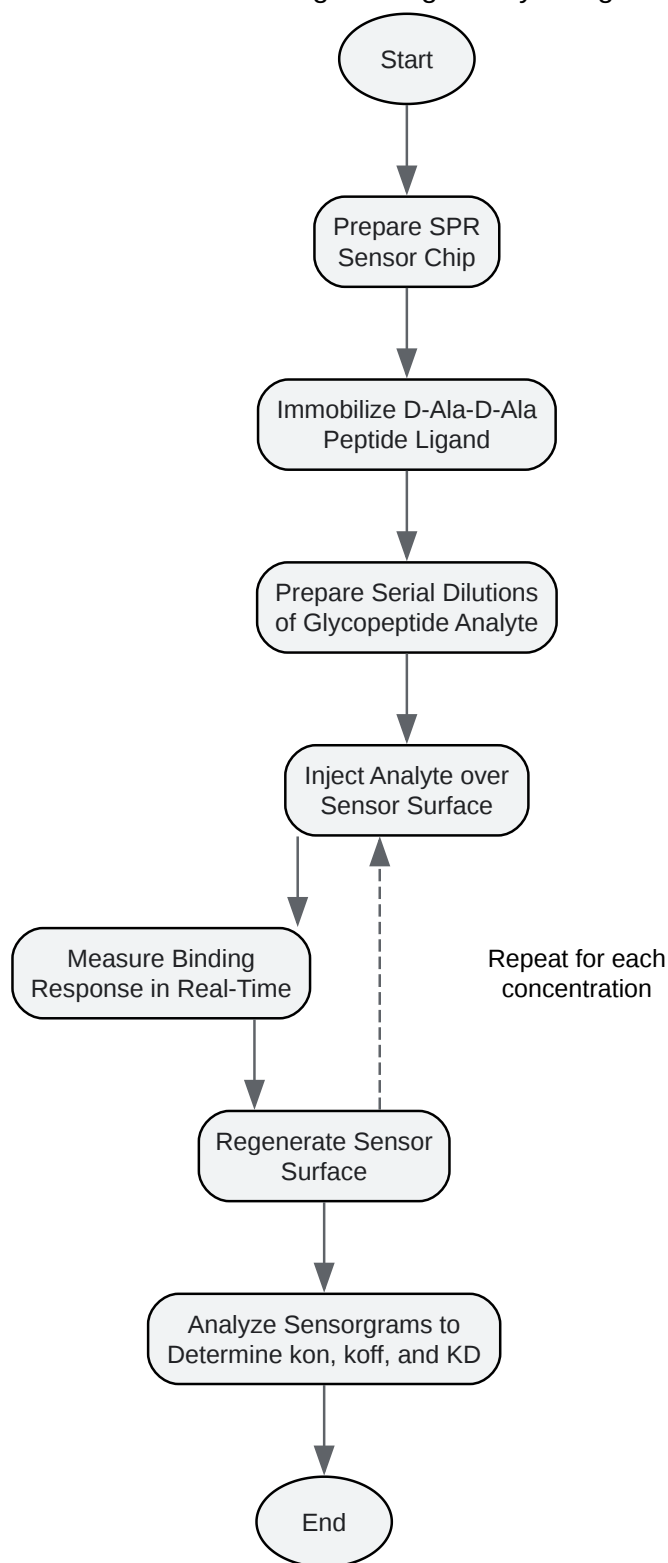 Start
Prepare SPR
Sensor Chip
Immobilize D-Ala-D-Ala
Peptide Ligand
Prepare Serial Dilutions
of Glycopeptide Analyte
Inject Analyte over
Sensor Surface
Measure Binding
Response in Real-Time
Repeat for each
concentration
Regenerate Sensor
Surface
Analyze Sensorgrams to
Determine kon, koff, and KD
End